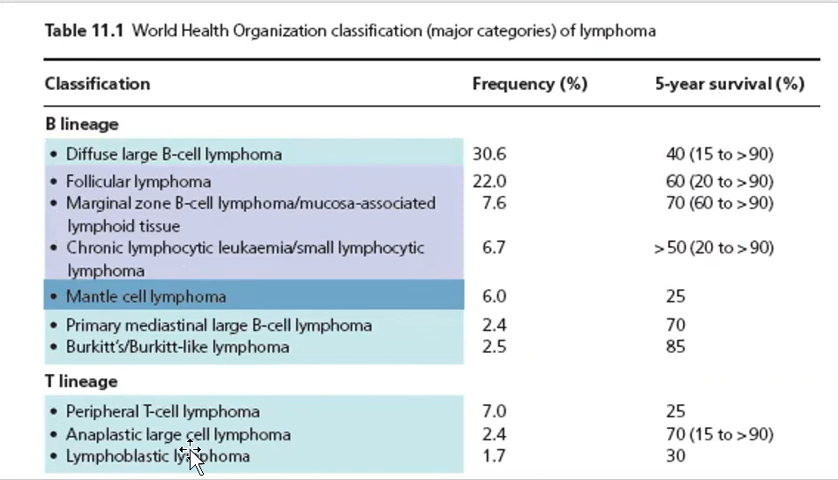 Table 11.1 World Health Organization classification (major categories) of lymphoma
Classification Frequency (%) 5-year survival (%)
B lineage
• Diffuse large B-cell lymphoma 30.6 40 (15 to >90)
• Follicular lymphoma 22.0 60 (20 to >90)
• Marginal zone B-cell lymphoma/mucosa-associated 7.6 70 (60 to >90)
lymphoid tissue
• Chronic lymphocytic leukaemia/small lymphocytic 6.7 >50 (20 to >90)
lymphoma
• Mantle cell lymphoma 6.0 25
• Primary mediastinal large B-cell lymphoma 2.4 70
• Burkitt's/Burkitt-like lymphoma 2.5 85
T lineage
• Peripheral T-cell lymphoma 7.0 25
• Anaplastic large cell lymphoma 2.4 70 (15 to >90)
• Lymphoblastic lymphoma 1.7 30